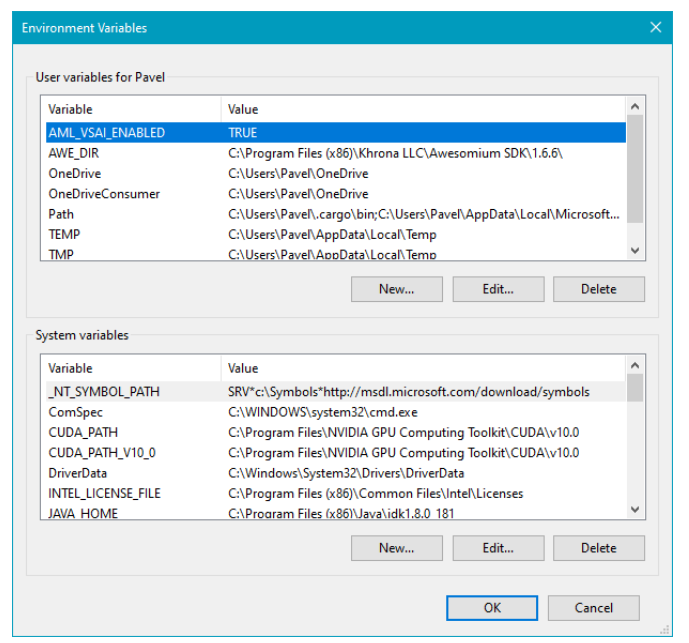 Environment Variables
User variables for Pavel
Variable Value
AML_VSAI_ENABLED TRUE
AWE_DIR C:\Program Files (x86)\Khrona LLC\Awesomium SDK\1.6.6\
OneDrive C:\Users\Pavel\OneDrive
OneDriveConsumer C:\Users\Pavel\OneDrive
Path C:\Users\Pavel\.cargo\bin;C:\Users\Pavel\AppData\Local\Microsoft...
TEMP C:\Users\Pavel\AppData\Local\Temp
TMP C:\Users\Pavel\AppData\Local\Temp
New... Edit... Delete
System variables
Variable Value
_NT_SYMBOL_PATH SRV*c:\Symbols*http://msdl.microsoft.com/download/symbols
ComSpec C:\WINDOWS\system32\cmd.exe
CUDA_PATH C:\Program Files\NVIDIA GPU Computing Toolkit\CUDA\v10.0
CUDA_PATH_V10_0 C:\Program Files\NVIDIA GPU Computing Toolkit\CUDA\v10.0
DriverData C:\Windows\System32\Drivers\DriverData
INTEL_LICENSE_FILE C:\Program Files (x86)\Common Files\Intel\Licenses
JAVA_HOME C:\Program Files (x86)\Java\jdk1.8.0_181
New... Edit... Delete
OK Cancel